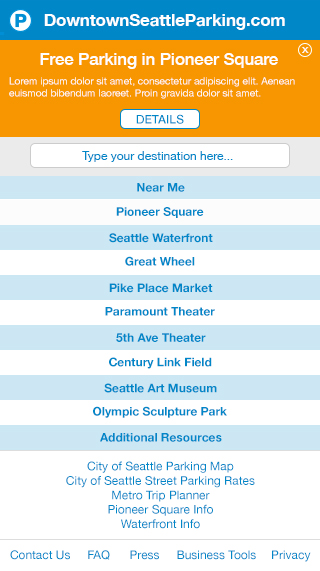 P DowntownSeattleParking.com
X
Free Parking in Pioneer Square
Lorem ipsum dolor sit amet, consectetur adipiscing elit. Aenean
euismod bibendum laoreet. Proin gravida dolor sit amet.
DETAILS
Type your destination here...
Near Me
Pioneer Square
Seattle Waterfront
Great Wheel
Pike Place Market
Paramount Theater
5th Ave Theater
Century Link Field
Seattle Art Museum
Olympic Sculpture Park
Additional Resources
City of Seattle Parking Map
City of Seattle Street Parking Rates
Metro Trip Planner
Pioneer Square Info
Waterfront Info
Contact Us FAQ Press Business Tools Privacy